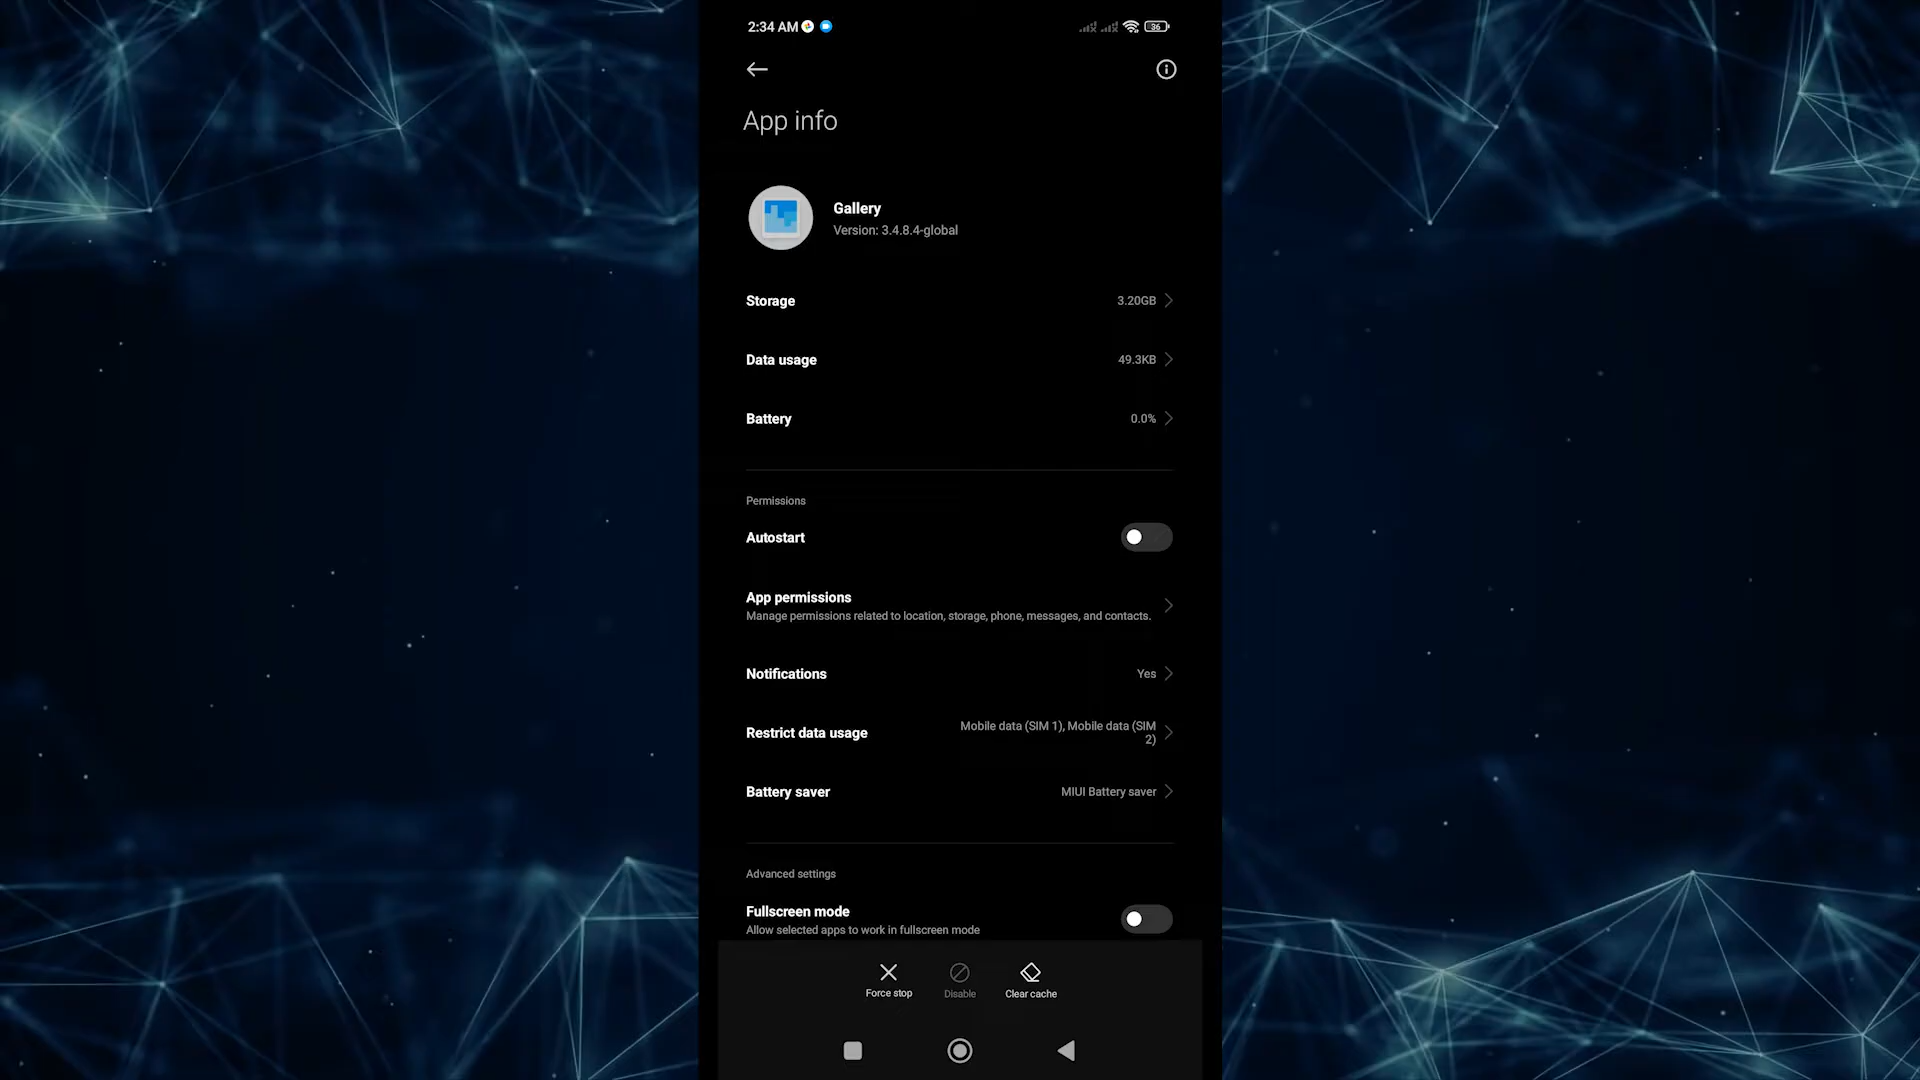 2:34 AM
36
App info
Gallery
Version: 3.4.8.4-global
Storage 3.20GB
Data usage 49.3KB
Battery 0.0%
Permissions
Autostart
App permissions
Manage permissions related to location, storage, phone, messages, and contacts.
Notifications Yes
Restrict data usage Mobile data (SIM 1), Mobile data (SIM
2)
Battery saver MIUI Battery saver
Advanced settings
Fullscreen mode
Allow selected apps to work in fullscreen mode
Force stop Disable Clear cache